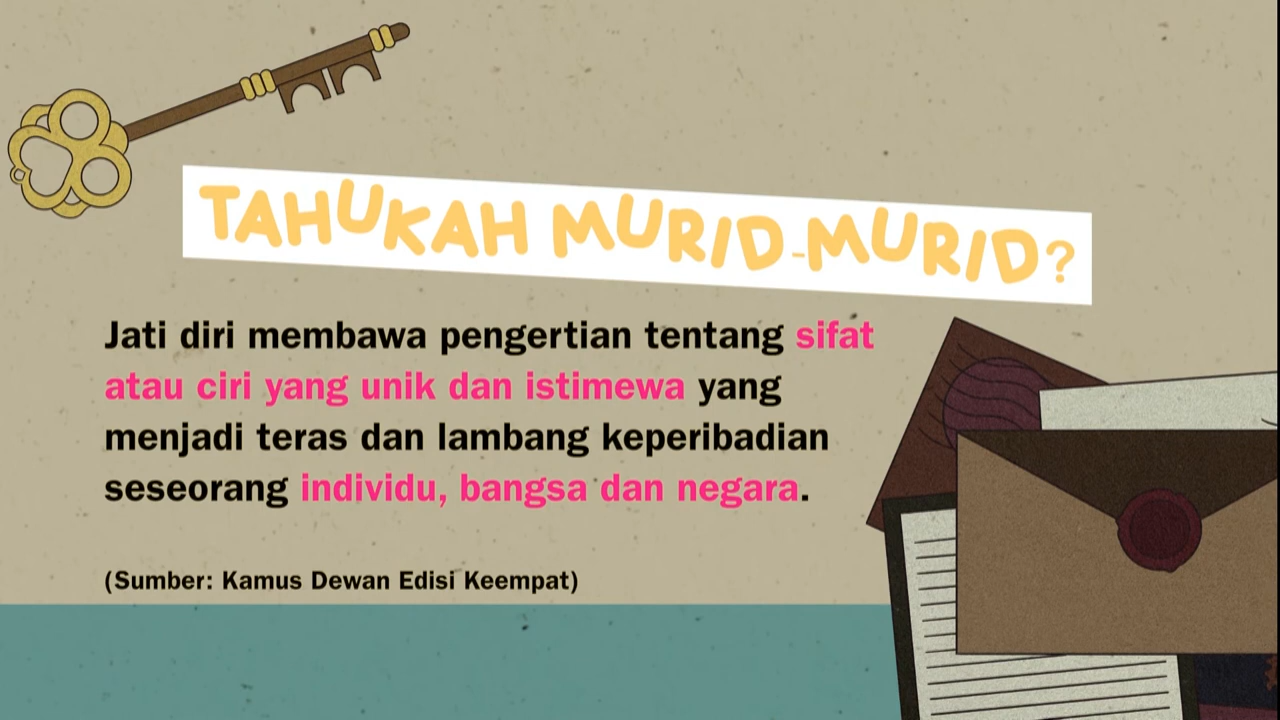 TAHUKAH MURID-MURID?
Jati diri membawa pengertian tentang sifat
atau ciri yang unik dan istimewa yang
menjadi teras dan lambang keperibadian
seseorang individu, bangsa dan negara.
(Sumber: Kamus Dewan Edisi Keempat)